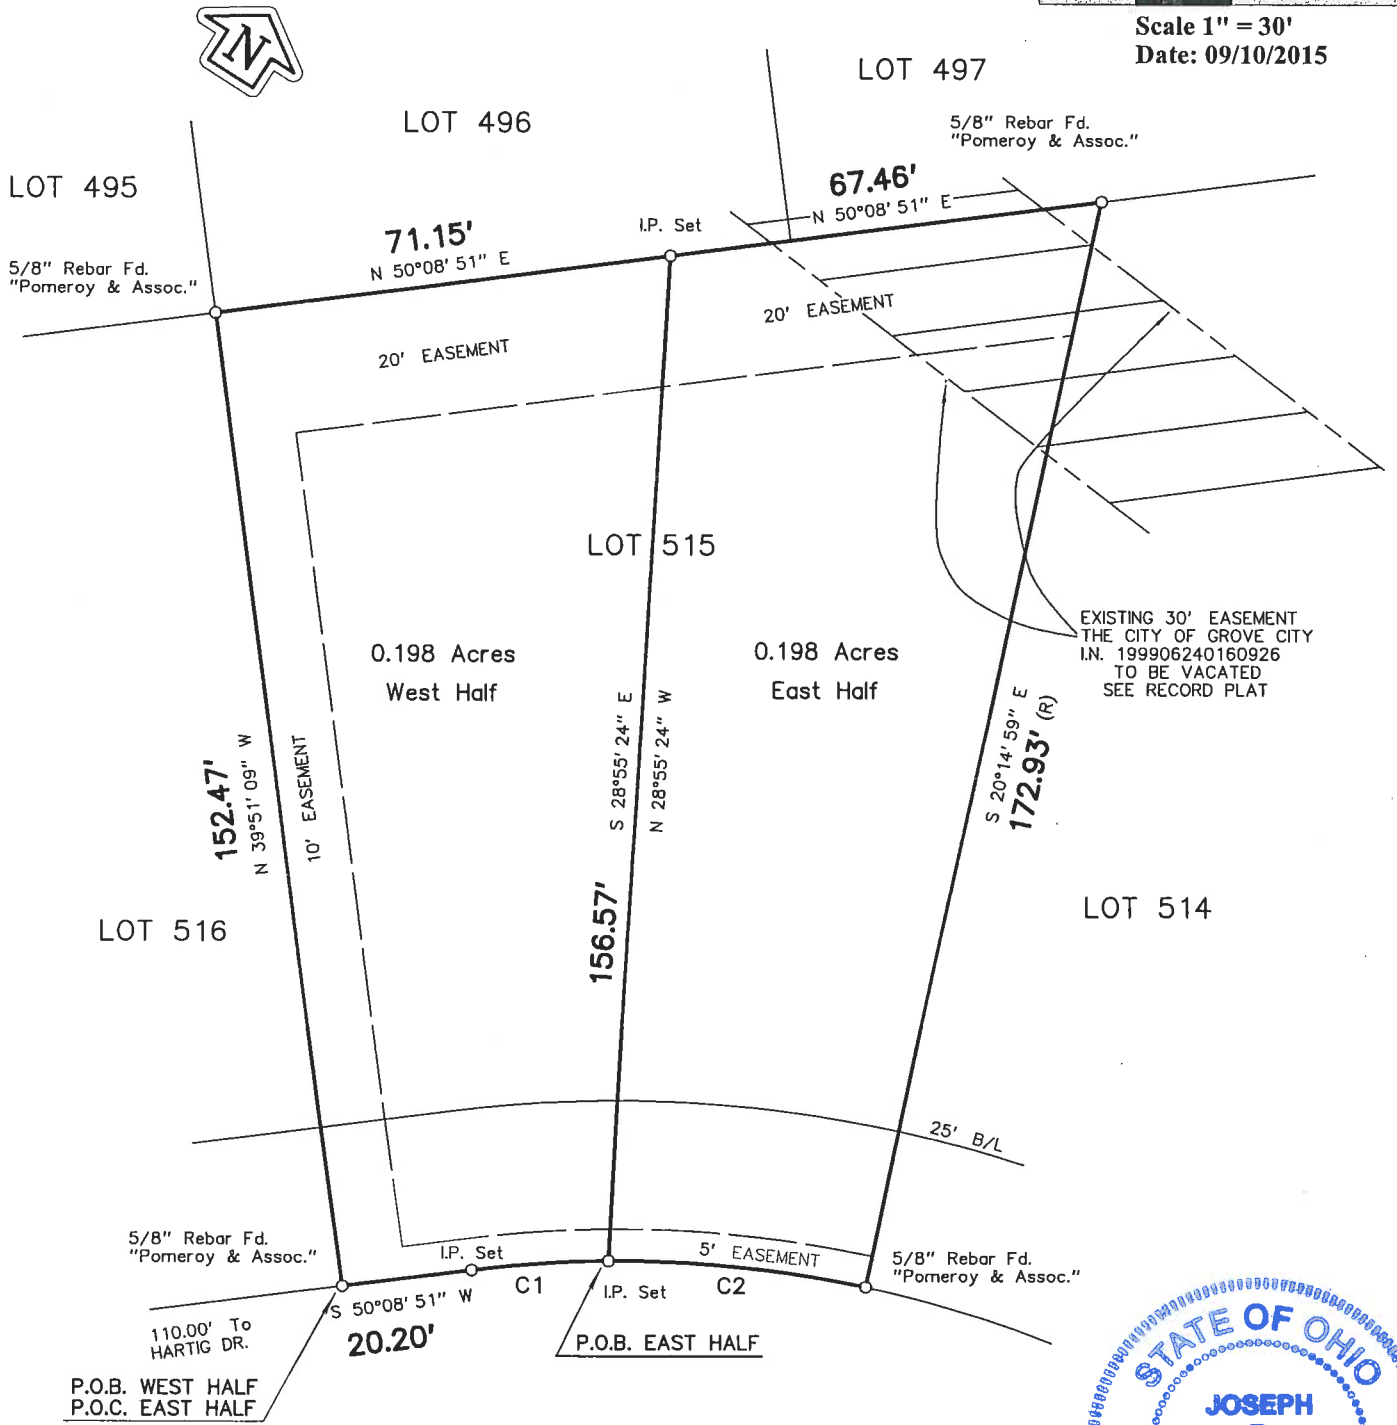 Scale 1" = 30'
Date: 09/10/2015
N
LOT 497
LOT 496
5/8" Rebar Fd.
"Pomeroy & Assoc."
LOT 495
67.46'
N 50°08' 51" E
I.P. Set
71.15'
N 50°08' 51" E
5/8" Rebar Fd.
"Pomeroy & Assoc."
20' EASEMENT
20' EASEMENT
LOT 515
EXISTING 30' EASEMENT
THE CITY OF GROVE CITY
I.N. 199906240160926
TO BE VACATED
SEE RECORD PLAT
0.198 Acres
West Half
0.198 Acres
East Half
S 28°55' 24" E
N 28°55' 24" W
156.57'
S 20°14' 59" E
172.93' (R)
152.47'
N 39°51' 09" W
10' EASEMENT
LOT 516
LOT 514
25' B/L
5/8" Rebar Fd.
"Pomeroy & Assoc."
I.P. Set
5' EASEMENT
5/8" Rebar Fd.
"Pomeroy & Assoc."
C1
I.P. Set
C2
S 50°08' 51" W
20.20'
110.00' To
HARTIG DR.
P.O.B. EAST HALF
P.O.B. WEST HALF
P.O.C. EAST HALF
STATE OF OHIO
JOSEPH